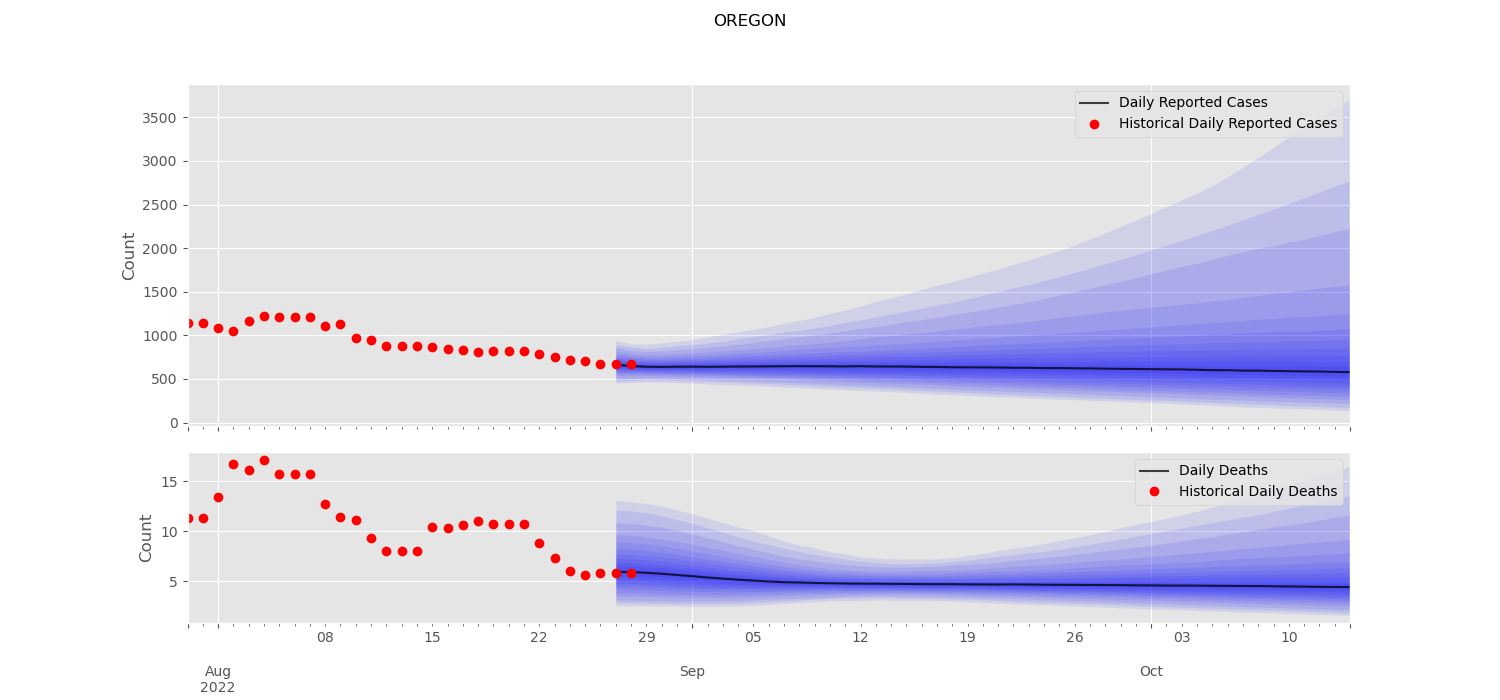 OREGON
Daily Reported Cases
Historical Daily Reported Cases
3500
3000
2500
2000
1500
1000
500
0
Count
Daily Deaths
Historical Daily Deaths
15
10
5
Count
08 15 22 29 05 12 19 26 03 10
Aug Sep Oct
2022